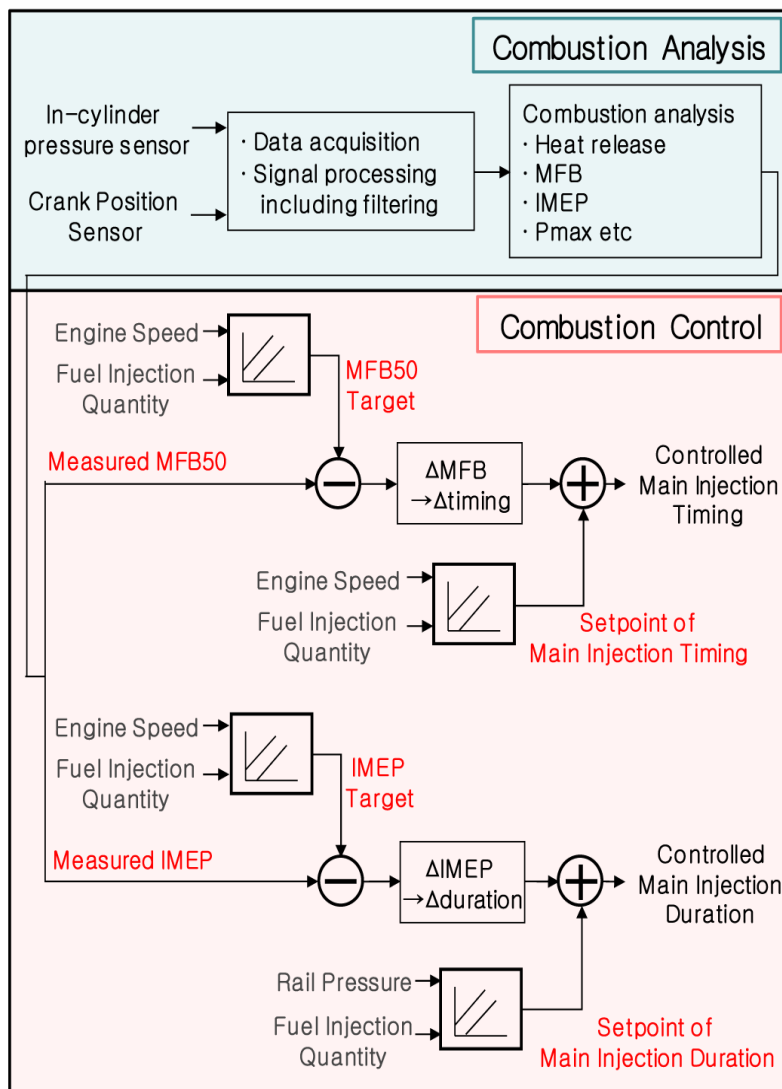 Combustion Analysis
In-cylinder
pressure sensor
Crank Position
Sensor
· Data acquisition
· Signal processing
including filtering
Combustion analysis
· Heat release
· MFB
· IMEP
· Pmax etc
Combustion Control
Engine Speed
Fuel Injection
Quantity
MFB50
Target
Measured MFB50
ΔMFB
→Δtiming
Controlled
Main Injection
Timing
Engine Speed
Fuel Injection
Quantity
Setpoint of
Main Injection Timing
Engine Speed
Fuel Injection
Quantity
IMEP
Target
Measured IMEP
ΔIMEP
→Δduration
Controlled
Main Injection
Duration
Rail Pressure
Fuel Injection
Quantity
Setpoint of
Main Injection Duration